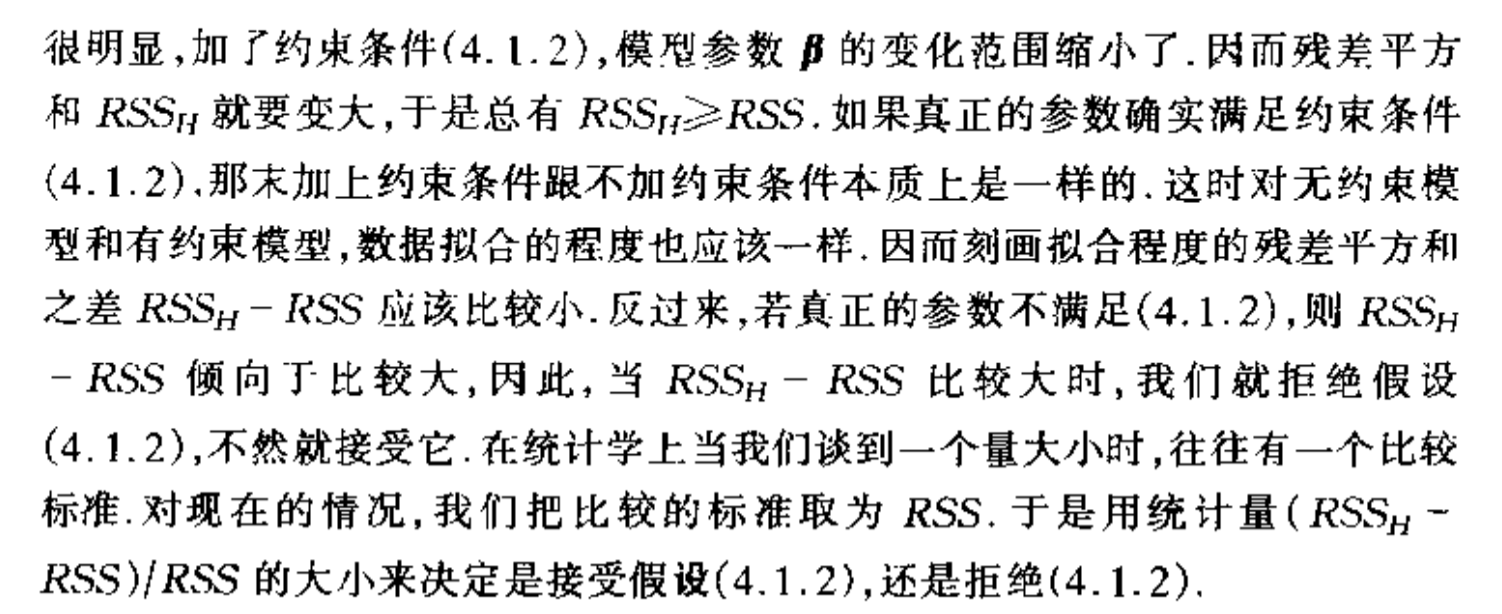 很明显,加了约束条件(4.1.2),模型参数 β 的变化范围缩小了.因而残差平方
和 RSS_H 就要变大,于是总有 RSS_H⩾RSS.如果真正的参数确实满足约束条件
(4.1.2),那末加上约束条件跟不加约束条件本质上是一样的.这时对无约束模
型和有约束模型,数据拟合的程度也应该一样.因而刻画拟合程度的残差平方和
之差 RSS_H − RSS 应该比较小.反过来,若真正的参数不满足(4.1.2),则 RSS_H
− RSS 倾向于比较大,因此,当 RSS_H − RSS 比较大时,我们就拒绝假设
(4.1.2),不然就接受它.在统计学上当我们谈到一个量大小时,往往有一个比较
标准.对现在的情况,我们把比较的标准取为 RSS.于是用统计量(RSS_H −
RSS)/RSS 的大小来决定是接受假设(4.1.2),还是拒绝(4.1.2).